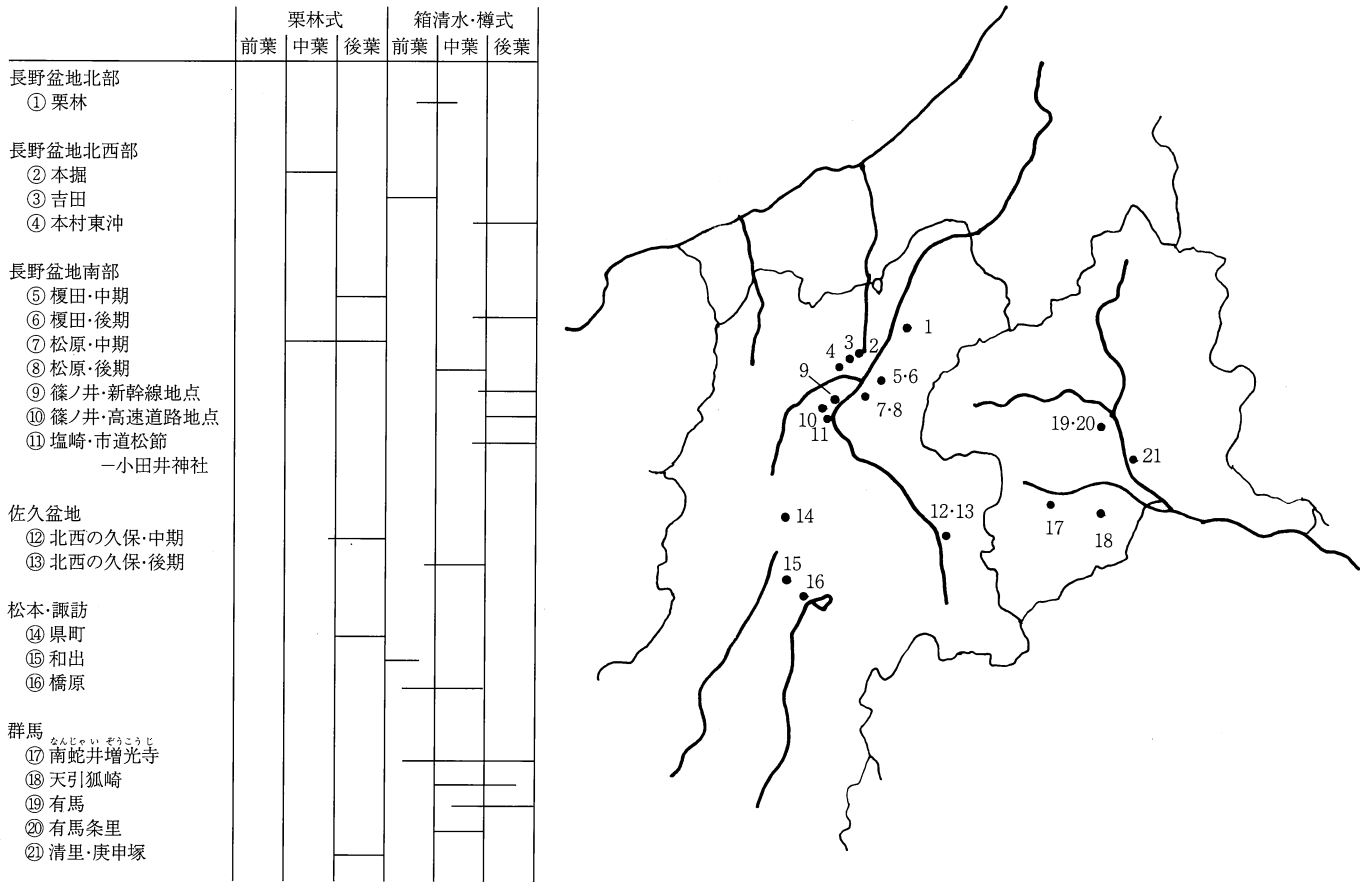 栗林式 箱清水・樽式
前葉 中葉 後葉 前葉 中葉 後葉
長野盆地北部
① 栗林
長野盆地北西部
② 本掘
③ 吉田
④ 本村東沖
長野盆地南部
⑤ 榎田・中期
⑥ 榎田・後期
⑦ 松原・中期
⑧ 松原・後期
⑨ 篠ノ井・新幹線地点
⑩ 篠ノ井・高速道路地点
⑪ 塩崎・市道松節
－小田井神社
佐久盆地
⑫ 北西の久保・中期
⑬ 北西の久保・後期
松本・諏訪
⑭ 県町
⑮ 和出
⑯ 橋原
群馬
なんじゃい ぞうこうじ
⑰ 南蛇井増光寺
⑱ 天引狐崎
⑲ 有馬
⑳ 有馬条里
㉑ 清里・庚申塚
1
3 2
4
9
5・6
7・8
10
11
19・20
21
12・13
14
17
18
15
16